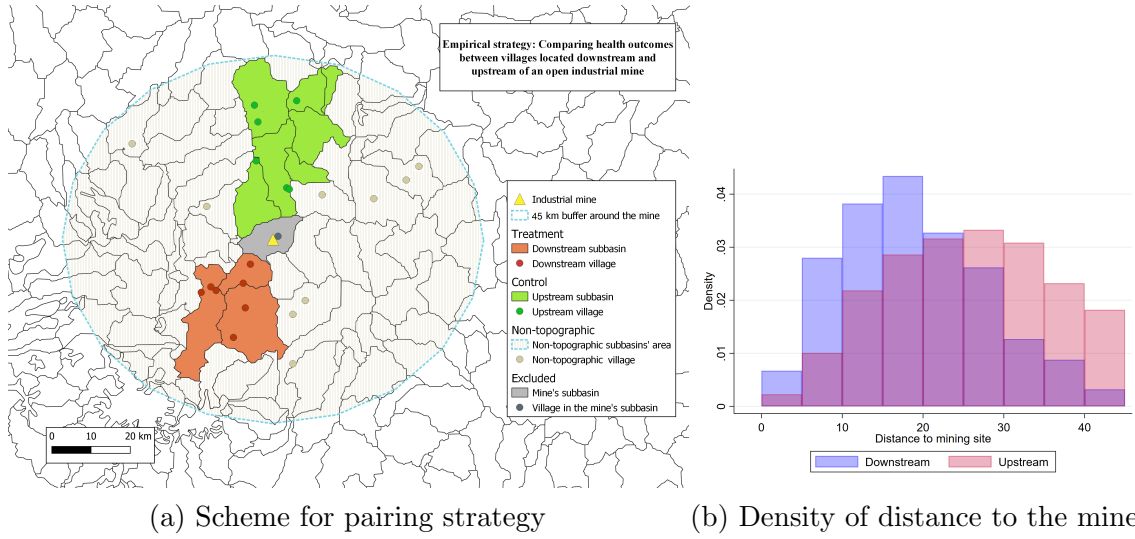 Empirical strategy: Comparing health outcomes
between villages located downstream and
upstream of an open industrial mine
Industrial mine
45 km buffer around the mine
Treatment
Downstream subbasin
Downstream village
Control
Upstream subbasin
Upstream village
Non-topographic
Non-topographic subbasins' area
Non-topographic village
Excluded
Mine's subbasin
Village in the mine's subbasin
0 10 20 km
(a) Scheme for pairing strategy
Density
.04
.03
.02
.01
0
0 10 20 30 40
Distance to mining site
Downstream Upstream
(b) Density of distance to the mine